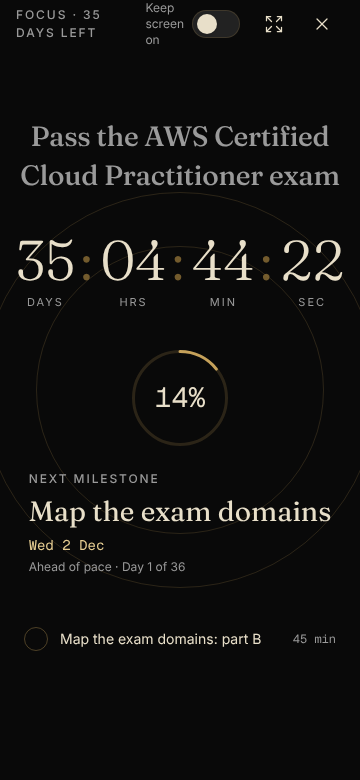 FOCUS · 35
DAYS LEFT
Keep
screen
on
Pass the AWS Certified
Cloud Practitioner exam
35:04:44:22
DAYS HRS MIN SEC
14%
NEXT MILESTONE
Map the exam domains
Wed 2 Dec
Ahead of pace · Day 1 of 36
Map the exam domains: part B 45 min